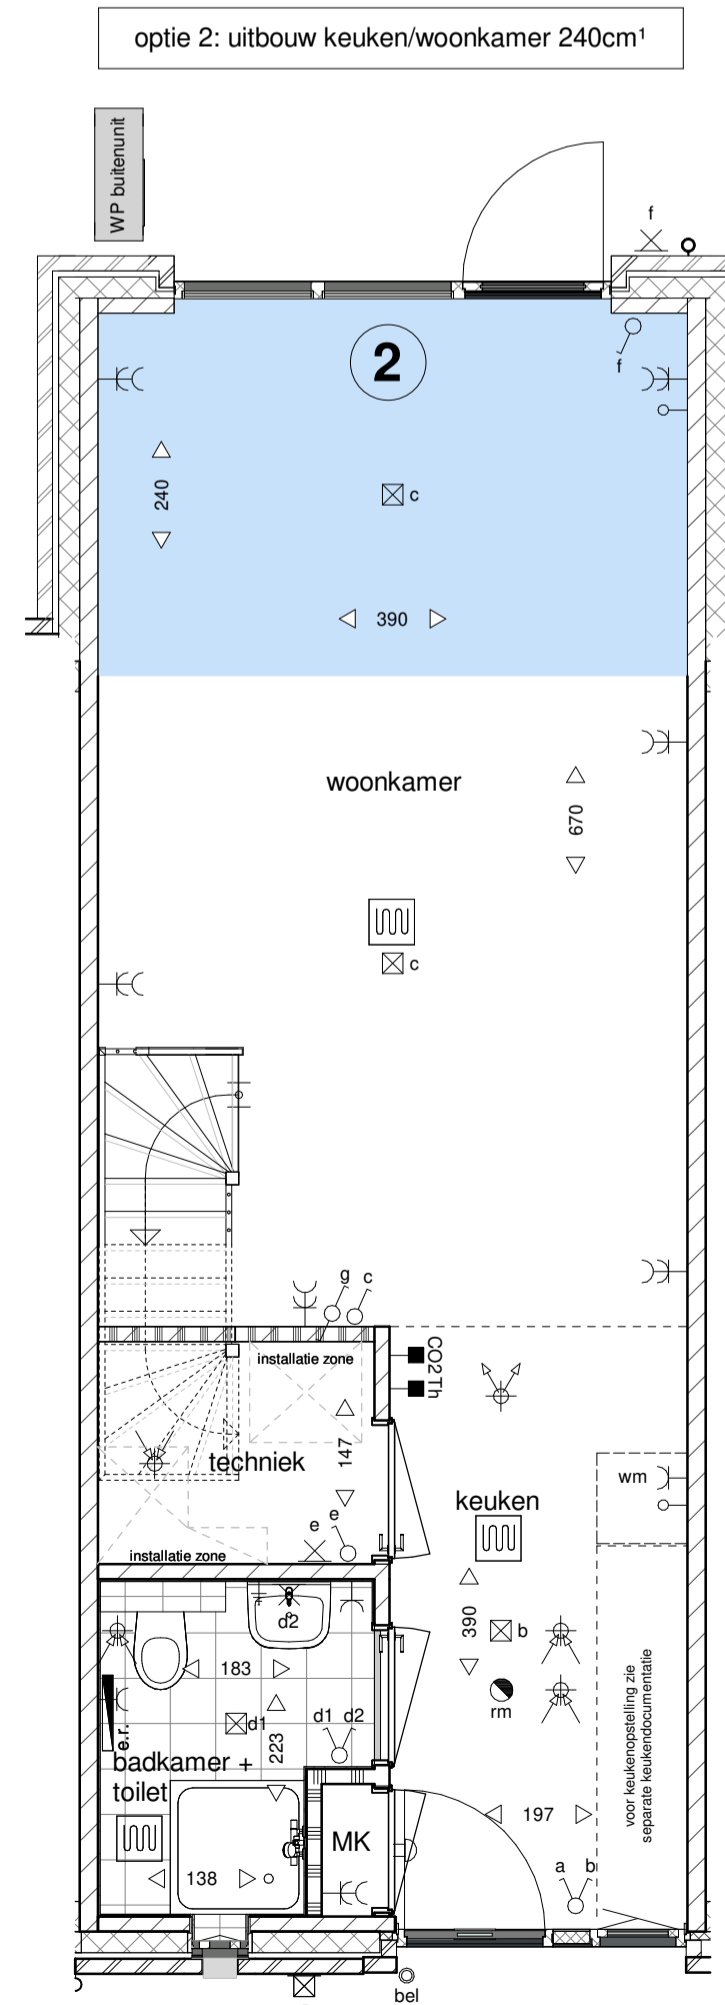 optie 2: uitbouw keuken/woonkamer 240cm¹
WP buitenunit
f
2
f
240
c
390
woonkamer
670
c
g
c
installatie zone
CO2
Th
147
techniek
wm
keuken
e
e
installatie zone
d2
390
b
183
rm
d1
d1
d2
223
e.r.
badkamer +
toilet
voor keukenopstelling zie
separate keukendocumentatie
197
MK
138
a
b
bel